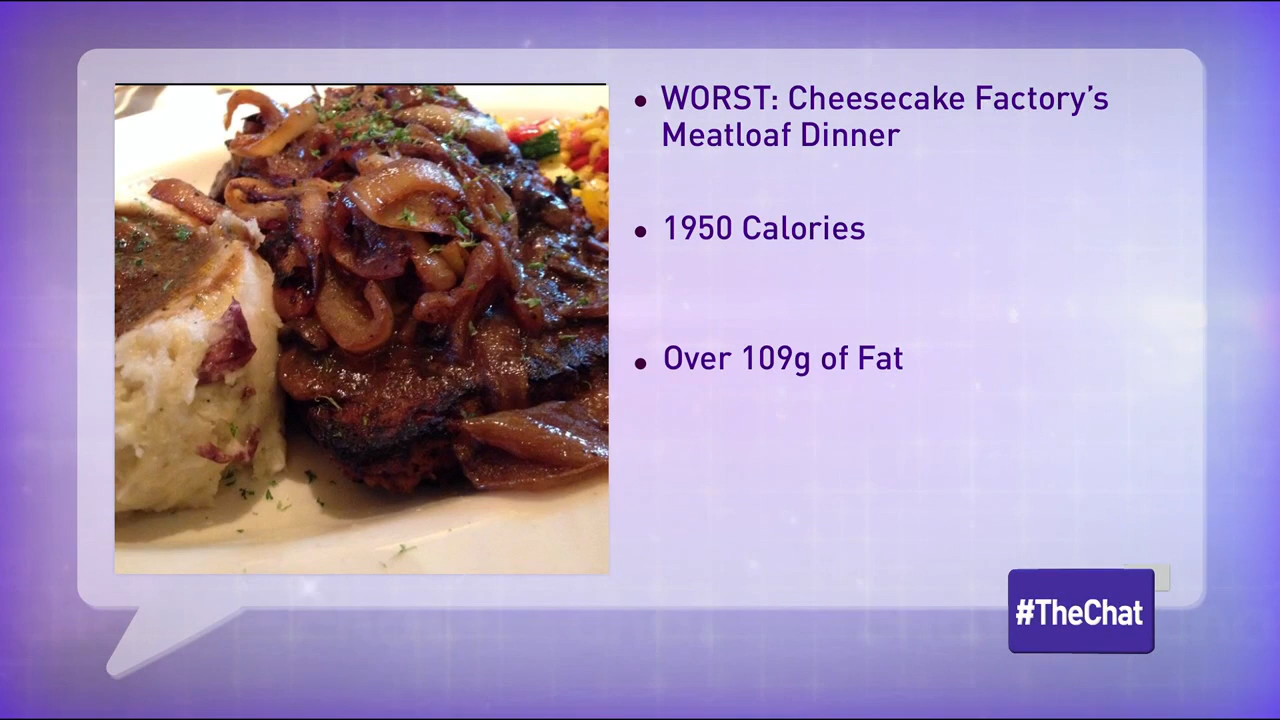 • WORST: Cheesecake Factory’s
Meatloaf Dinner
• 1950 Calories
• Over 109g of Fat
#TheChat